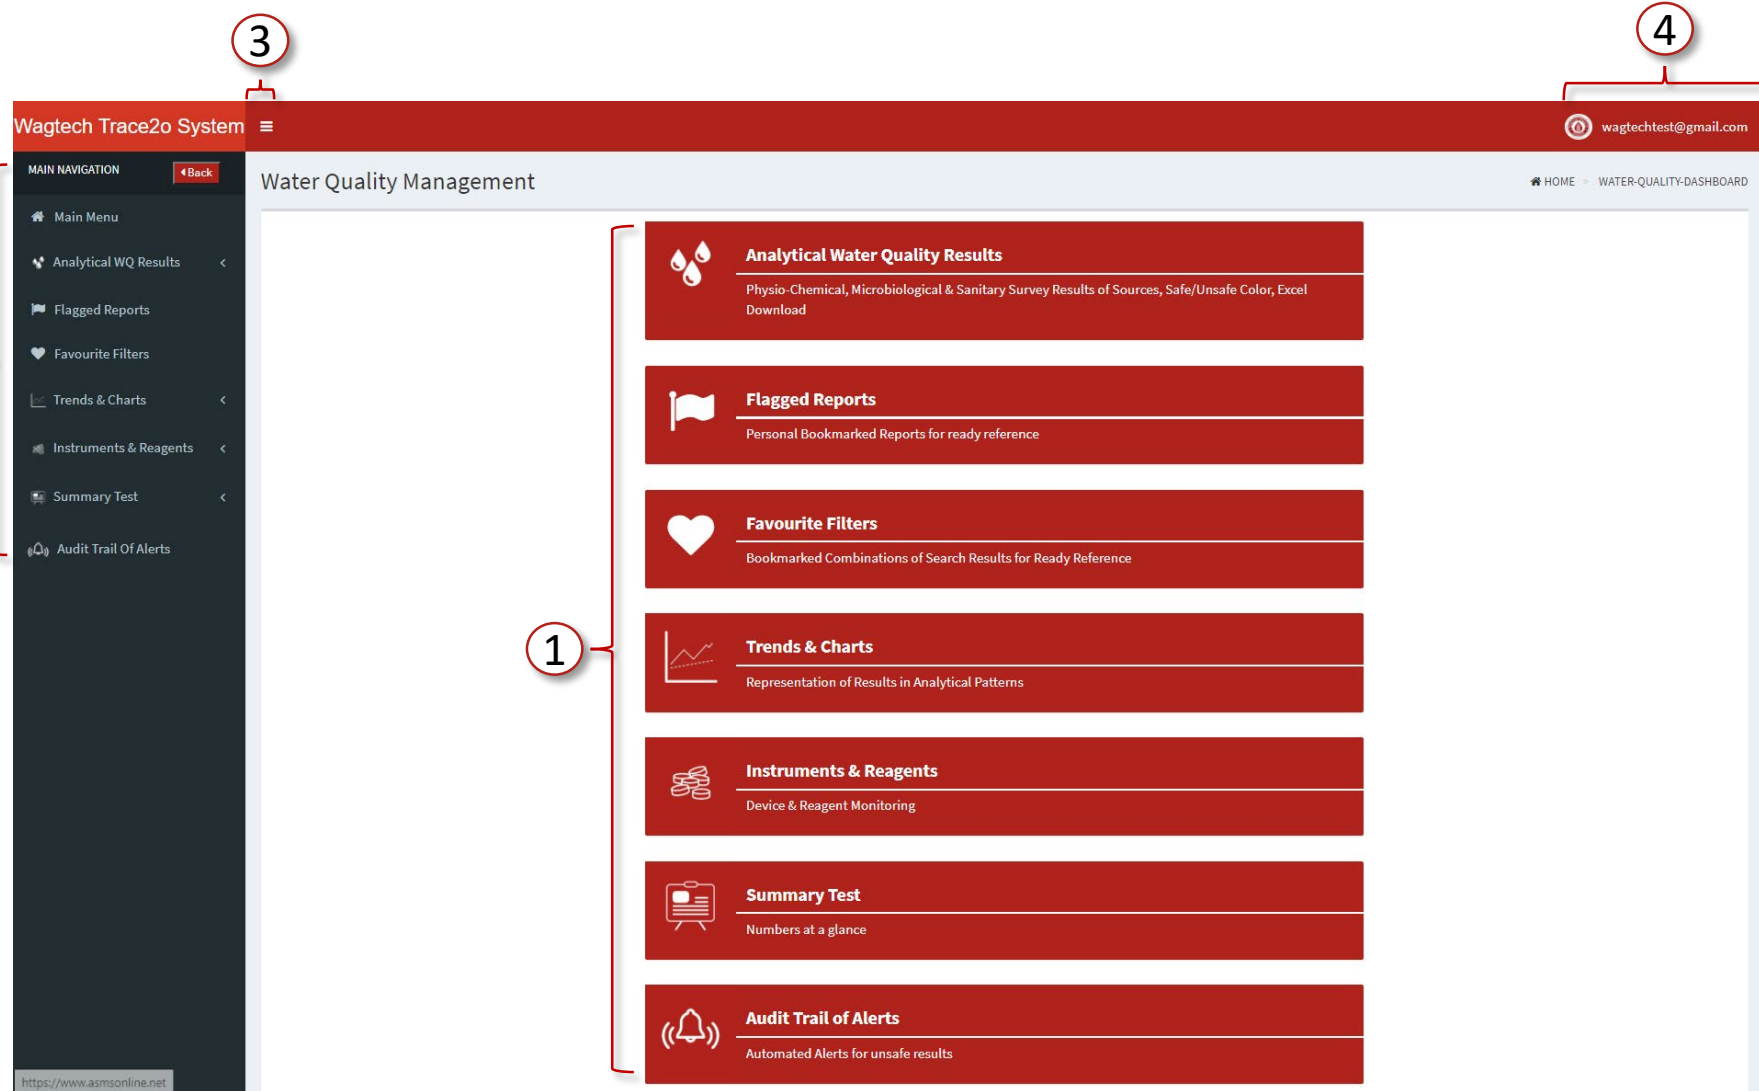 3
4
Wagtech Trace2o System
wagtechtest@gmail.com
MAIN NAVIGATION
Back
Water Quality Management
HOME
WATER-QUALITY-DASHBOARD
Main Menu
Analytical WQ Results
Flagged Reports
Favourite Filters
Trends & Charts
Instruments & Reagents
Summary Test
Audit Trail Of Alerts
1
Analytical Water Quality Results
Physio-Chemical, Microbiological & Sanitary Survey Results of Sources, Safe/Unsafe Color, Excel
Download
Flagged Reports
Personal Bookmarked Reports for ready reference
Favourite Filters
Bookmarked Combinations of Search Results for Ready Reference
Trends & Charts
Representation of Results in Analytical Patterns
Instruments & Reagents
Device & Reagent Monitoring
Summary Test
Numbers at a glance
Audit Trail of Alerts
Automated Alerts for unsafe results
https://www.asmsonline.net